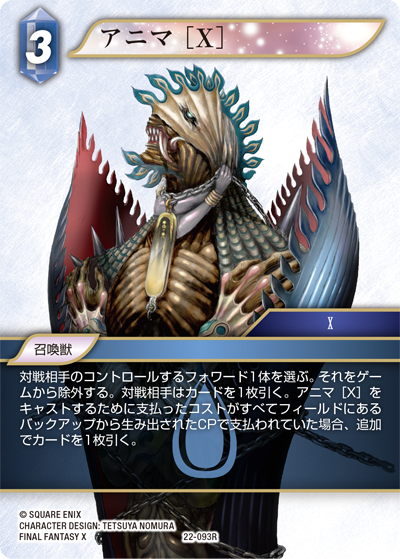 3
アニマ [X]
X
召喚獣
対戦相手のコントロールするフォワード1体を選ぶ。それをゲー
ムから除外する。対戦相手はカードを1枚引く。アニマ [X] を
キャストするために支払ったコストがすべてフィールドにある
バックアップから生み出されたCPで支払われていた場合、追加
でカードを1枚引く。
© SQUARE ENIX
CHARACTER DESIGN: TETSUYA NOMURA
FINAL FANTASY X
22-093R